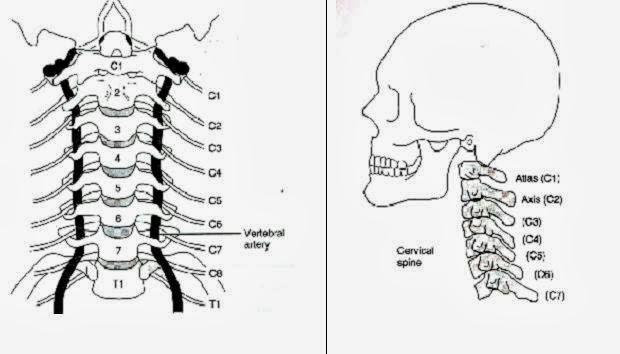 C1
2
3
4
5
6
7
T1
C1
C2
C3
C4
C5
C6
Vertebral
artery
C7
C8
T1
Atlas (C1)
Axis (C2)
(C3)
(C4)
(C5)
(C6)
(C7)
Cervical
spine